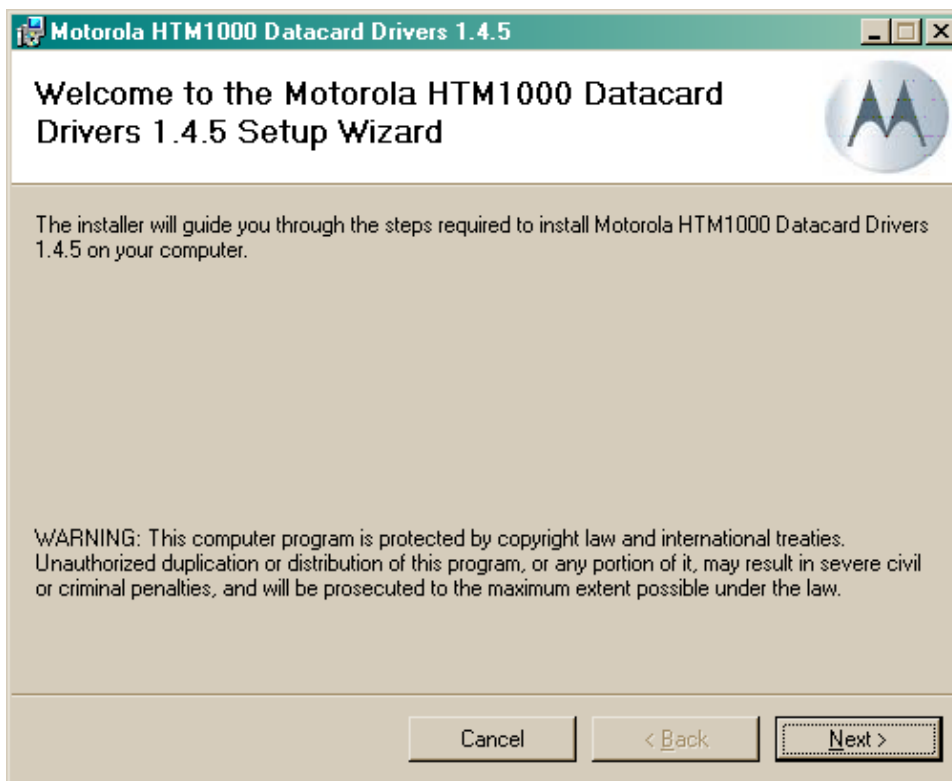 Motorola HTM1000 Datacard Drivers 1.4.5
Welcome to the Motorola HTM1000 Datacard
Drivers 1.4.5 Setup Wizard
The installer will guide you through the steps required to install Motorola HTM1000 Datacard Drivers
1.4.5 on your computer.
WARNING: This computer program is protected by copyright law and international treaties.
Unauthorized duplication or distribution of this program, or any portion of it, may result in severe civil
or criminal penalties, and will be prosecuted to the maximum extent possible under the law.
Cancel < Back Next >